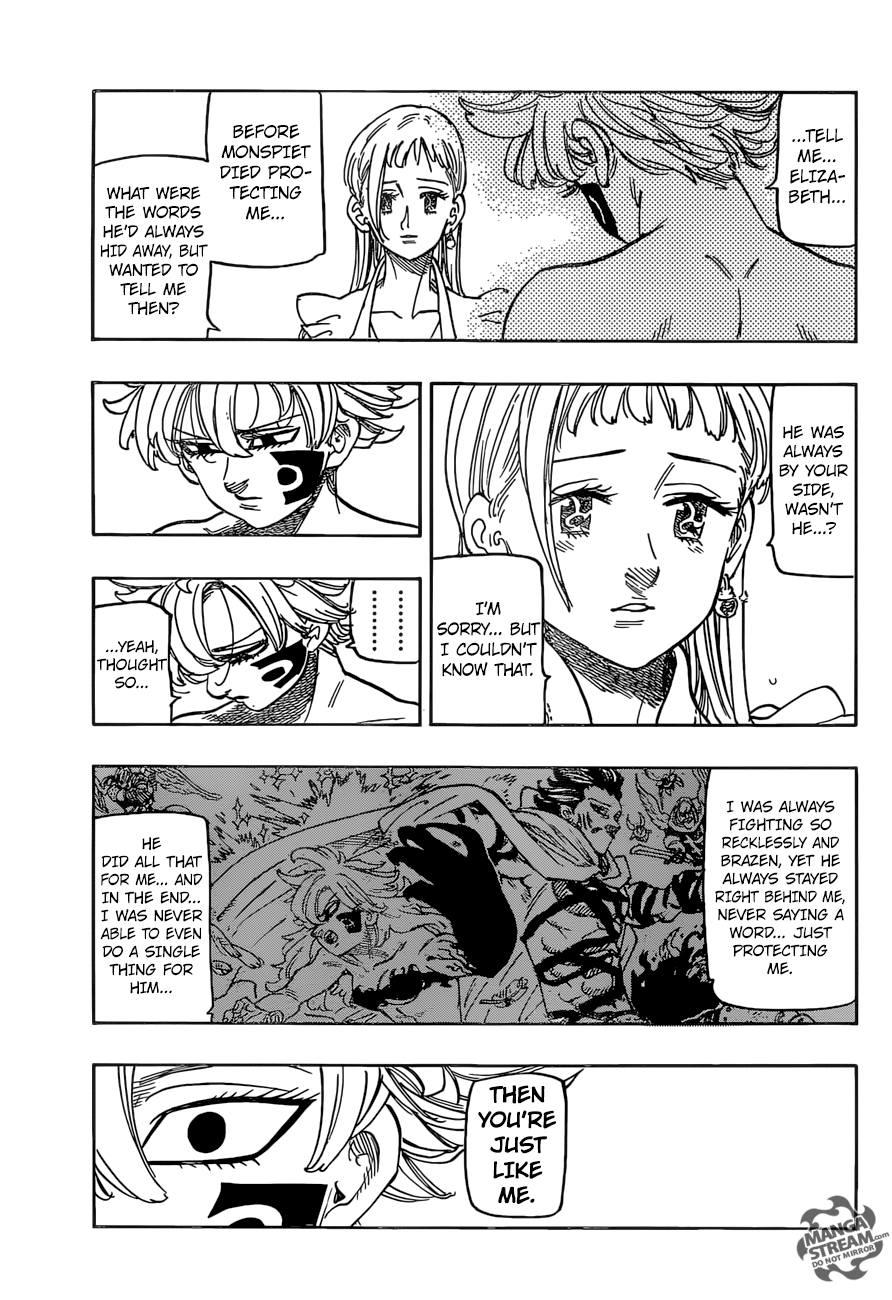 ...TELL
ME...
ELIZA-
BETH...
BEFORE
MONSPIET
DIED PRO-
TECTING
ME...
WHAT WERE
THE WORDS
HE'D ALWAYS
HID AWAY, BUT
WANTED TO
TELL ME
THEN?
HE WAS
ALWAYS
BY YOUR
SIDE,
WASN'T
HE...?
I'M
SORRY... BUT
I COULDN'T
KNOW THAT.
...YEAH,
THOUGHT
SO...
I WAS ALWAYS
FIGHTING SO
RECKLESSLY AND
BRAZEN, YET HE
ALWAYS STAYED
RIGHT BEHIND ME,
NEVER SAYING A
WORD... JUST
PROTECTING
ME.
HE
DID ALL THAT
FOR ME... AND
IN THE END...
I WAS NEVER
ABLE TO EVEN
DO A SINGLE
THING FOR
HIM...
THEN
YOU'RE
JUST
LIKE
ME.
MANGA
STREAM.com
DO NOT MIRROR